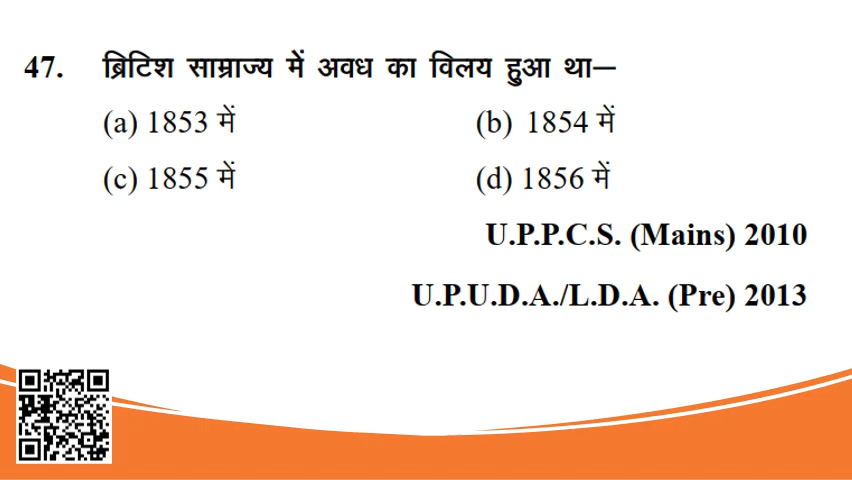 47. ब्रिटिश साम्राज्य में अवध का विलय हुआ था–
(a) 1853 में (b) 1854 में
(c) 1855 में (d) 1856 में
U.P.P.C.S. (Mains) 2010
U.P.U.D.A./L.D.A. (Pre) 2013